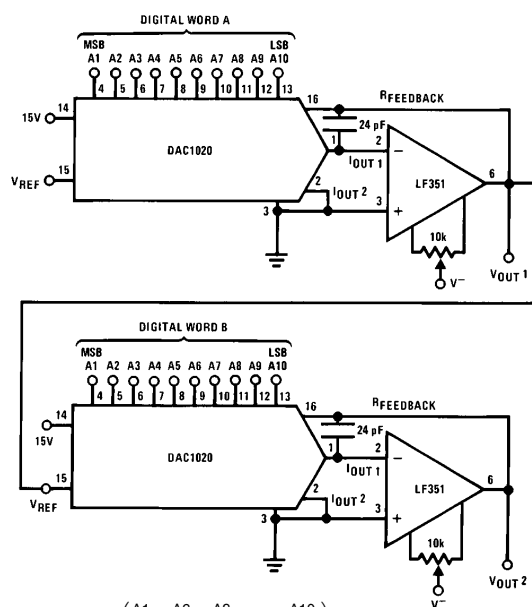 DIGITAL WORD A
MSB LSB
A1 A2 A3 A4 A5 A6 A7 A8 A9 A10
4 5 6 7 8 9 10 11 12 13
16 RFEEDBACK
15V 14
24 pF
DAC1020
1 IOUT 1 2 −
LF351 6
VREF 15
2 IOUT 2
3 3 +
10k
V−
VOUT 1
DIGITAL WORD B
MSB LSB
A1 A2 A3 A4 A5 A6 A7 A8 A9 A10
4 5 6 7 8 9 10 11 12 13
16 RFEEDBACK
15V 14
24 pF
DAC1020
1 IOUT 1 2 −
LF351 6
VREF 15
2 IOUT 2
3 3 +
10k
V−
VOUT 2